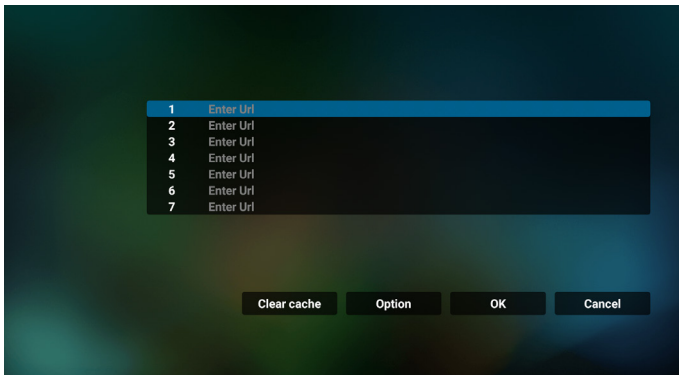 1 Enter Url
2 Enter Url
3 Enter Url
4 Enter Url
5 Enter Url
6 Enter Url
7 Enter Url
Clear cache Option OK Cancel